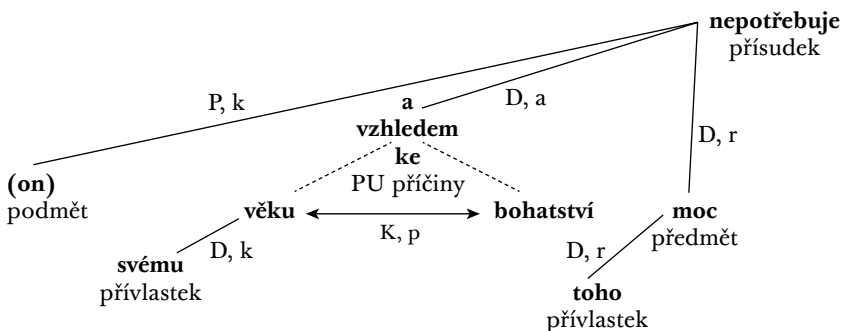 nepotřebuje
přísudek
P, k
a
D, a
vzhledem
ke
PU příčiny
D, r
(on)
podmět
věku
bohatství
moc
předmět
K, p
D, k
D, r
svému
přívlastek
toho
přívlastek